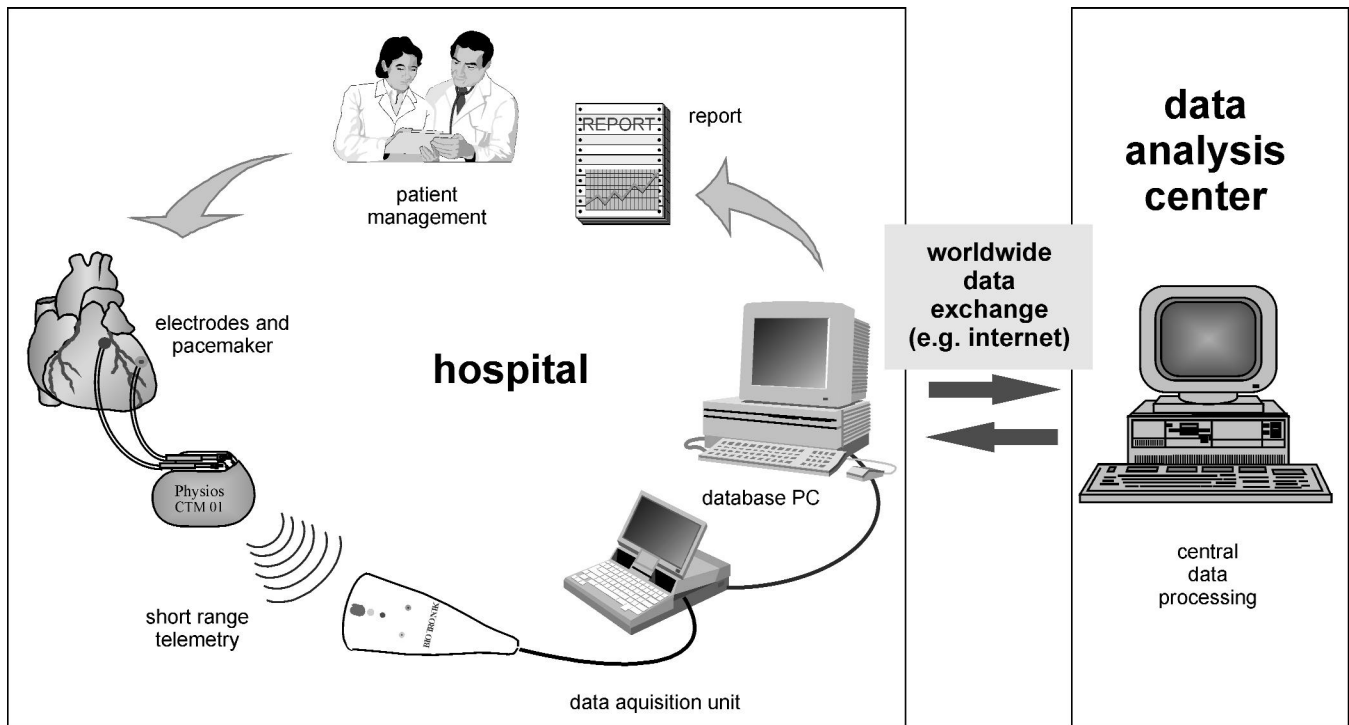 REPORT
report
patient
management
data
analysis
center
worldwide
data
exchange
(e.g. internet)
electrodes and
pacemaker
hospital
Physios
CTM 01
database PC
short range
telemetry
BIOTRONIK
data aquisition unit
central
data
processing